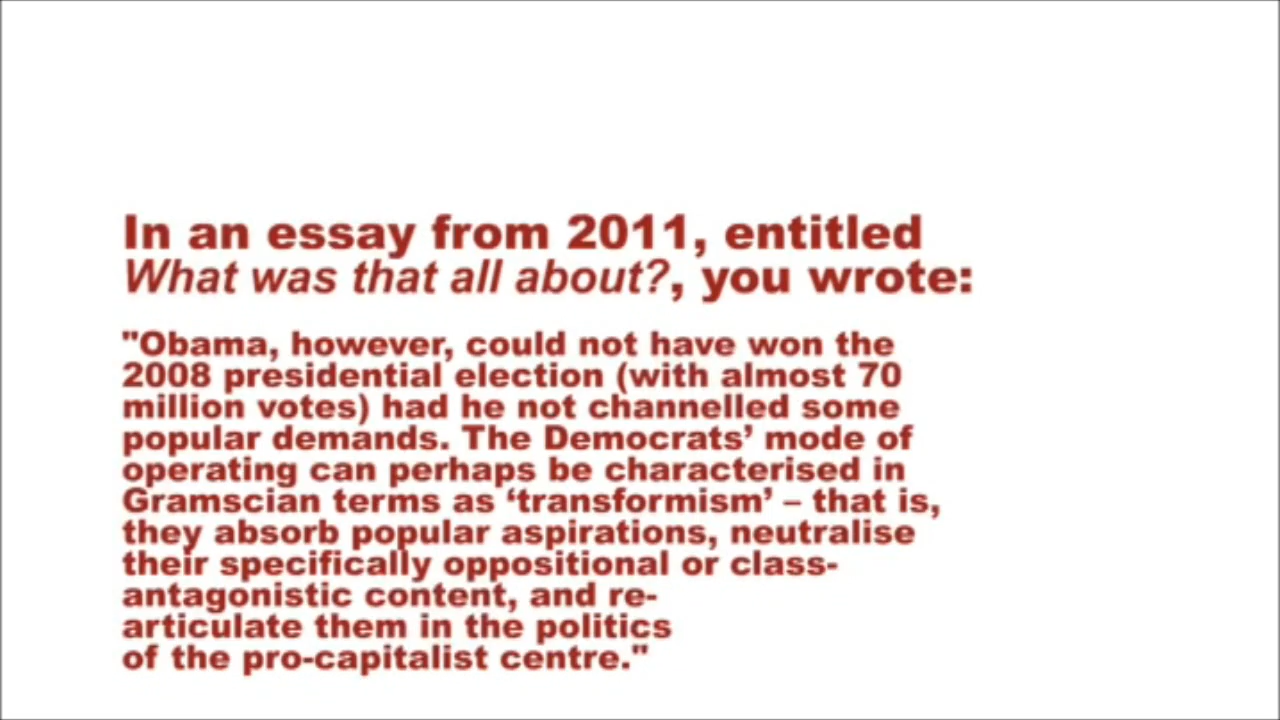 In an essay from 2011, entitled
What was that all about?, you wrote:
"Obama, however, could not have won the
2008 presidential election (with almost 70
million votes) had he not channelled some
popular demands. The Democrats’ mode of
operating can perhaps be characterised in
Gramscian terms as ‘transformism’ – that is,
they absorb popular aspirations, neutralise
their specifically oppositional or class-
antagonistic content, and re-
articulate them in the politics
of the pro-capitalist centre."